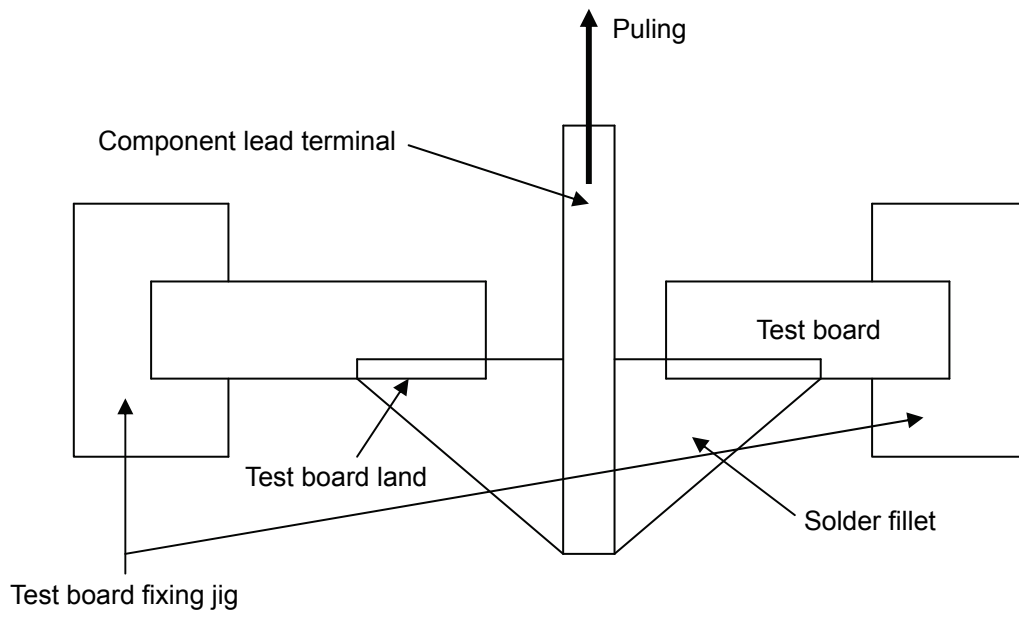 Puling
Component lead terminal
Test board
Test board land
Solder fillet
Test board fixing jig